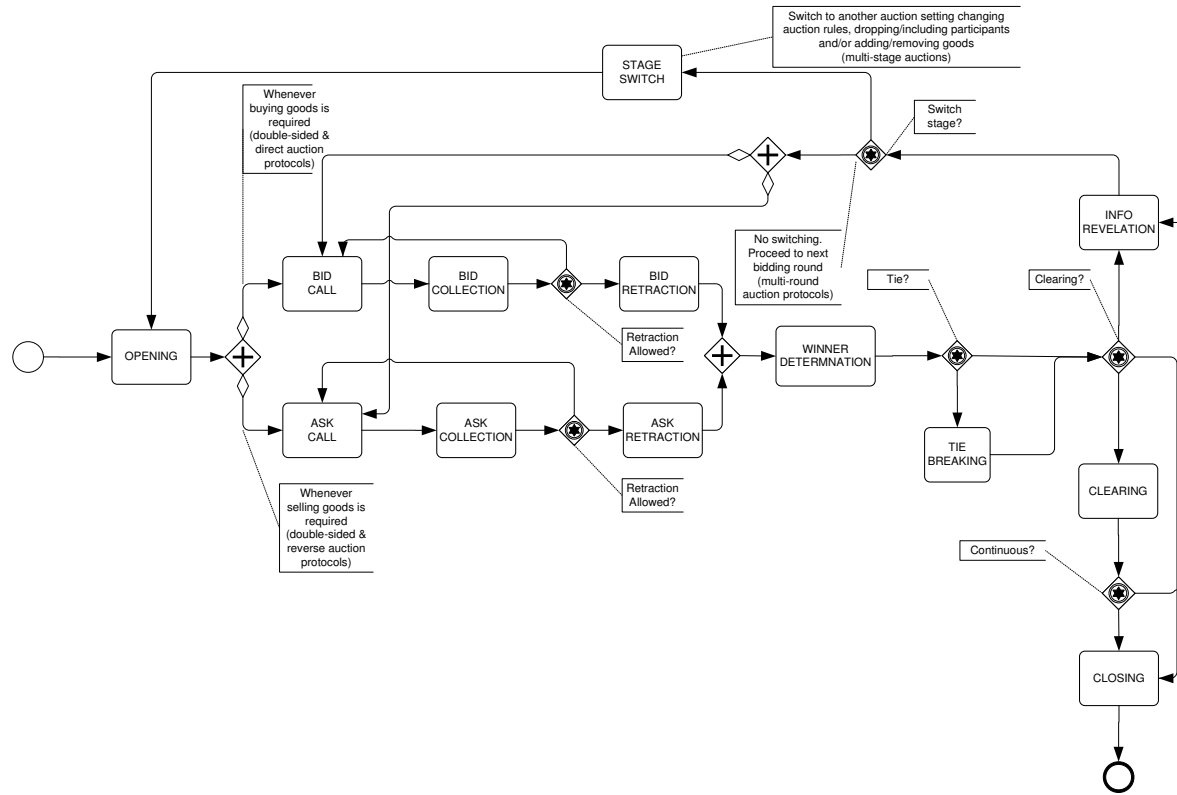 Switch to another auction setting changing
auction rules, dropping/including participants
and/or adding/removing goods
(multi-stage auctions)
STAGE
SWITCH
Whenever
buying goods is
required
(double-sided &
direct auction
protocols)
Switch
stage?
INFO
REVELATION
No switching.
Proceed to next
bidding round
(multi-round
auction protocols)
BID
CALL
BID
COLLECTION
BID
RETRACTION
Tie?
Clearing?
Retraction
Allowed?
OPENING
WINNER
DETERMNATION
ASK
CALL
ASK
COLLECTION
ASK
RETRACTION
TIE
BREAKING
Retraction
Allowed?
Whenever
selling goods is
required
(double-sided &
reverse auction
protocols)
CLEARING
Continuous?
CLOSING